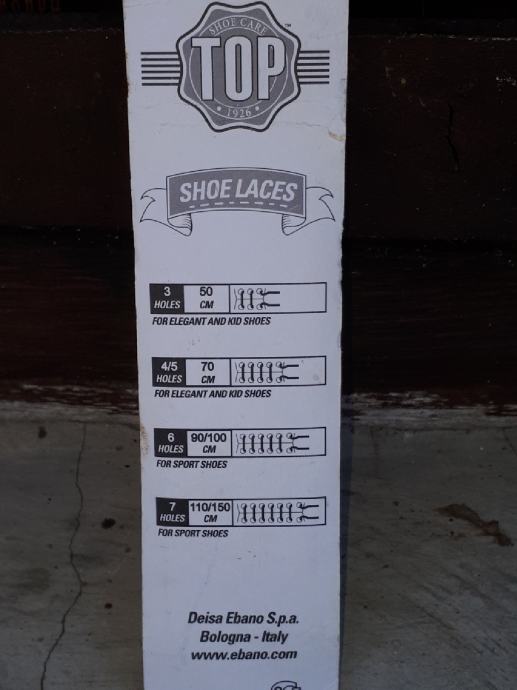 SHOE CARE
TOP
TM
• 1926 •
SHOE LACES
3 HOLES 50 CM
FOR ELEGANT AND KID SHOES
4/5 HOLES 70 CM
FOR ELEGANT AND KID SHOES
6 HOLES 90/100 CM
FOR SPORT SHOES
7 HOLES 110/150 CM
FOR SPORT SHOES
Deisa Ebano S.p.a.
Bologna - Italy
www.ebano.com